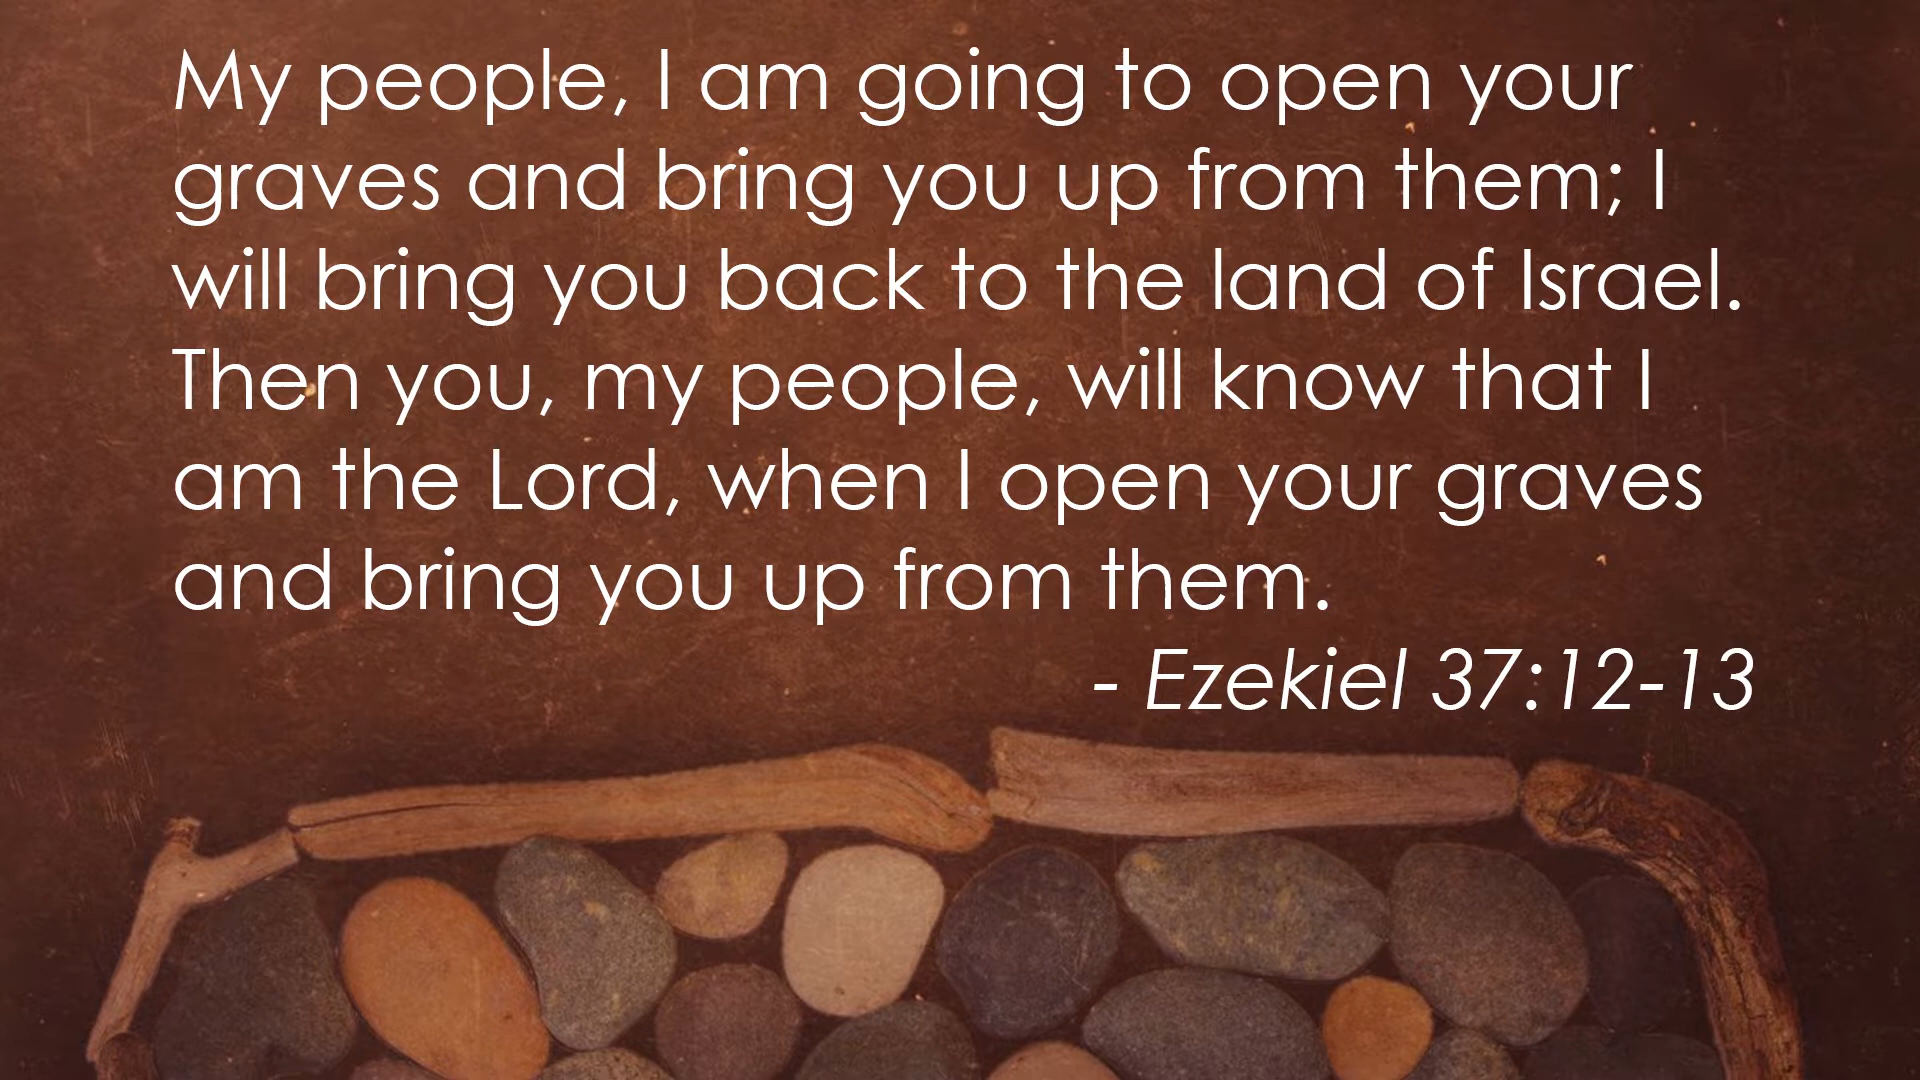 My people, I am going to open your
graves and bring you up from them; I
will bring you back to the land of Israel.
Then you, my people, will know that I
am the Lord, when I open your graves
and bring you up from them.
- Ezekiel 37:12-13